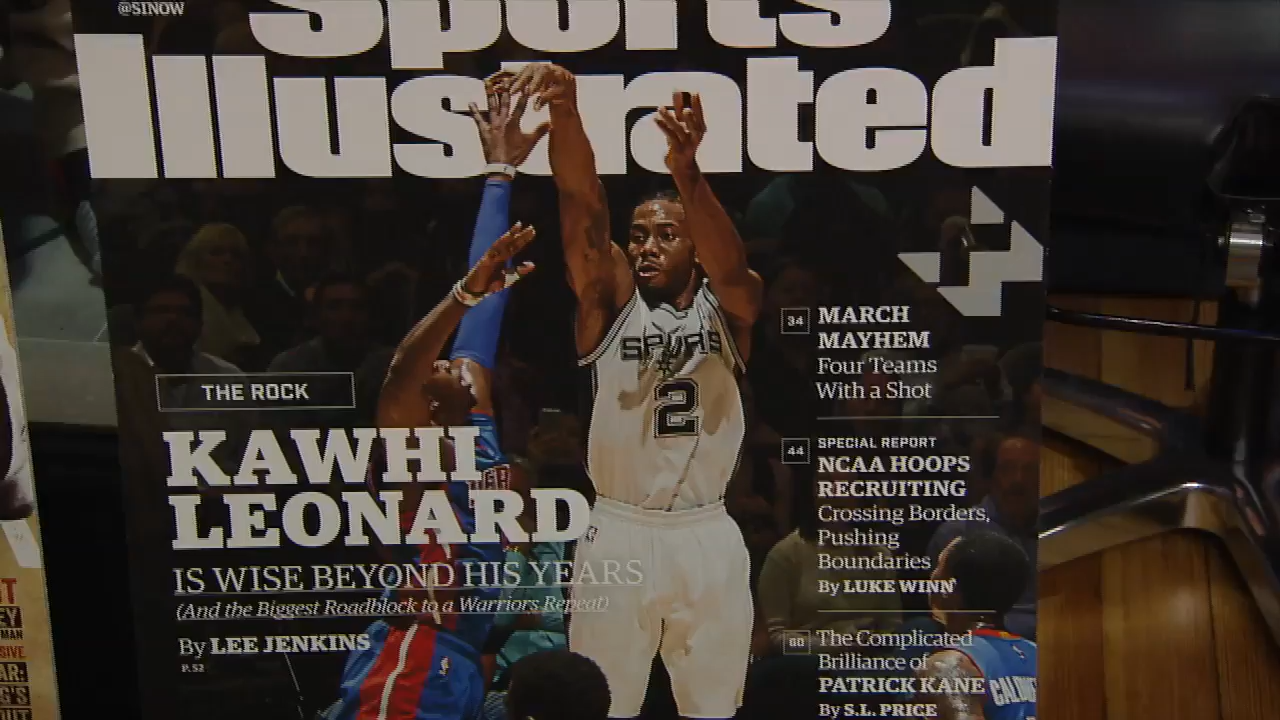 @SINOW
Sports
Illustrated
THE ROCK
KAWHI
LEONARD
IS WISE BEYOND HIS YEARS
(And the Biggest Roadblock to a Warriors Repeat)
By LEE JENKINS
P.52
SPURS
2
34
MARCH
MAYHEM
Four Teams
With a Shot
44
SPECIAL REPORT
NCAA HOOPS
RECRUITING
Crossing Borders,
Pushing
Boundaries
By LUKE WINN
The Complicated
Brilliance of
PATRICK KANE
By S.L. PRICE